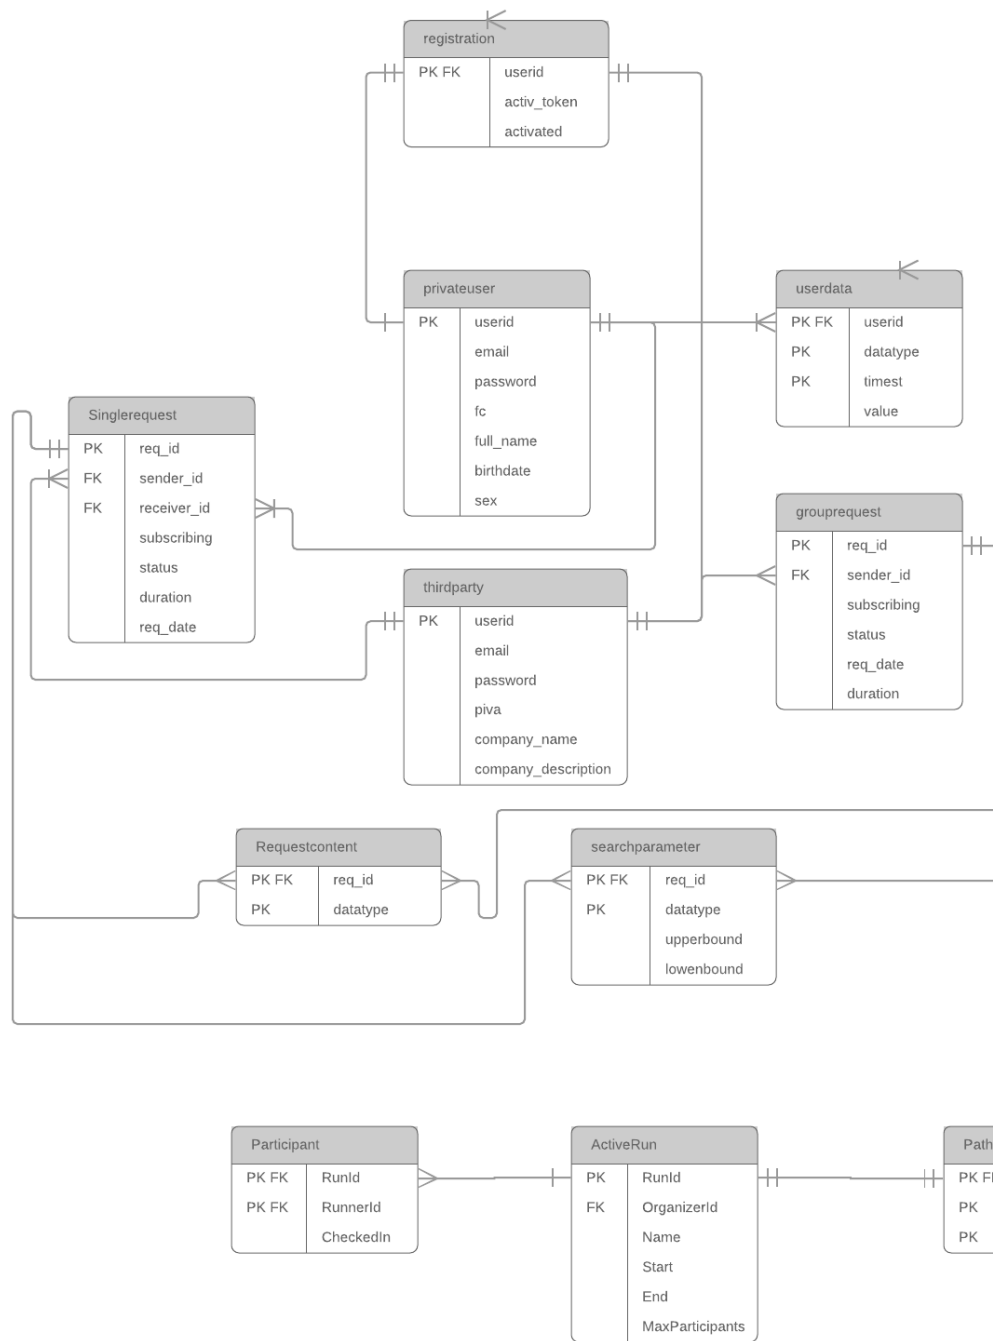 registration
PK FK userid
activ_token
activated
privateuser
PK userid
email
password
fc
full_name
birthdate
sex
userdata
PK FK userid
PK datatype
PK timest
value
Singlerequest
PK req_id
FK sender_id
FK receiver_id
subscribing
status
duration
req_date
grouprequest
PK req_id
FK sender_id
subscribing
status
req_date
duration
thirdparty
PK userid
email
password
piva
company_name
company_description
Requestcontent
PK FK req_id
PK datatype
searchparameter
PK FK req_id
PK datatype
upperbound
lowenbound
Participant
PK FK RunId
PK FK RunnerId
CheckedIn
ActiveRun
PK RunId
FK OrganizerId
Name
Start
End
MaxParticipants
Path
PK F
PK
PK